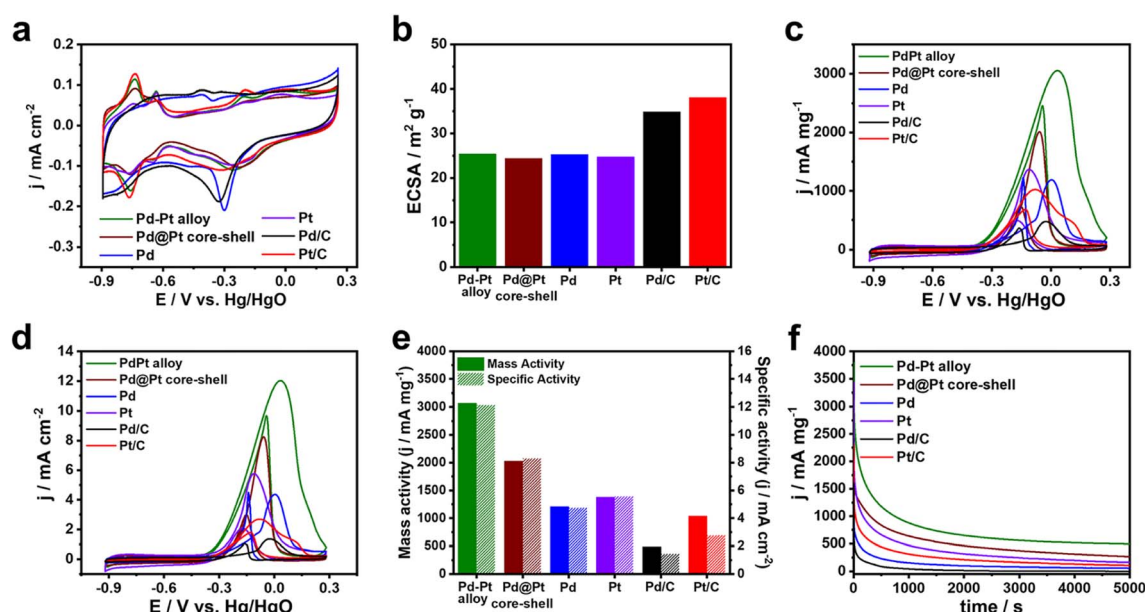 a
j / mA cm-2
0.2
0.1
0.0
-0.1
-0.2
-0.3
Pd-Pt alloy
Pd@Pt core-shell
Pd
Pt
Pd/C
Pt/C
-0.9 -0.6 -0.3 0.0 0.3
E / V vs. Hg/HgO
b
ECSA / m2 g-1
50
40
30
20
10
0
Pd-Pt alloy
Pd@Pt core-shell
Pd
Pt
Pd/C
Pt/C
c
j / mA mg-1
3000
2000
1000
0
PdPt alloy
Pd@Pt core-shell
Pd
Pt
Pd/C
Pt/C
-0.9 -0.6 -0.3 0.0 0.3
E / V vs. Hg/HgO
d
j / mA cm-2
14
12
10
8
6
4
2
0
PdPt alloy
Pd@Pt core-shell
Pd
Pt
Pd/C
Pt/C
-0.9 -0.6 -0.3 0.0 0.3
E / V vs. Hg/HgO
e
Mass activity (j / mA mg-1)
4000
3500
3000
2500
2000
1500
1000
500
0
Mass Activity
Specific Activity
16
14
12
10
8
6
4
2
0
Specific activity (j / mA cm-2)
Pd-Pt alloy
Pd@Pt core-shell
Pd
Pt
Pd/C
Pt/C
f
j / mA mg-1
4000
3500
3000
2500
2000
1500
1000
500
0
Pd-Pt alloy
Pd@Pt core-shell
Pd
Pt
Pd/C
Pt/C
0 1000 2000 3000 4000 5000
time / s